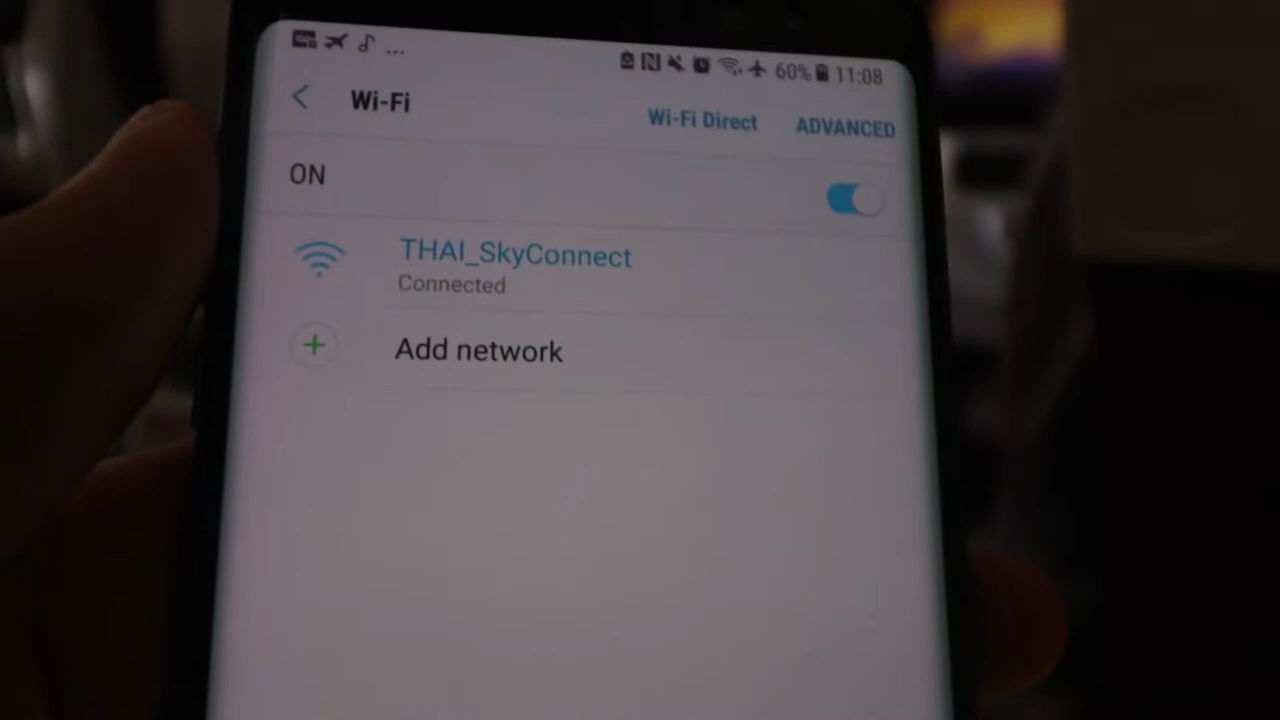 ... 60% 11:08
Wi-Fi Wi-Fi Direct ADVANCED
ON
THAI_SkyConnect
Connected
Add network